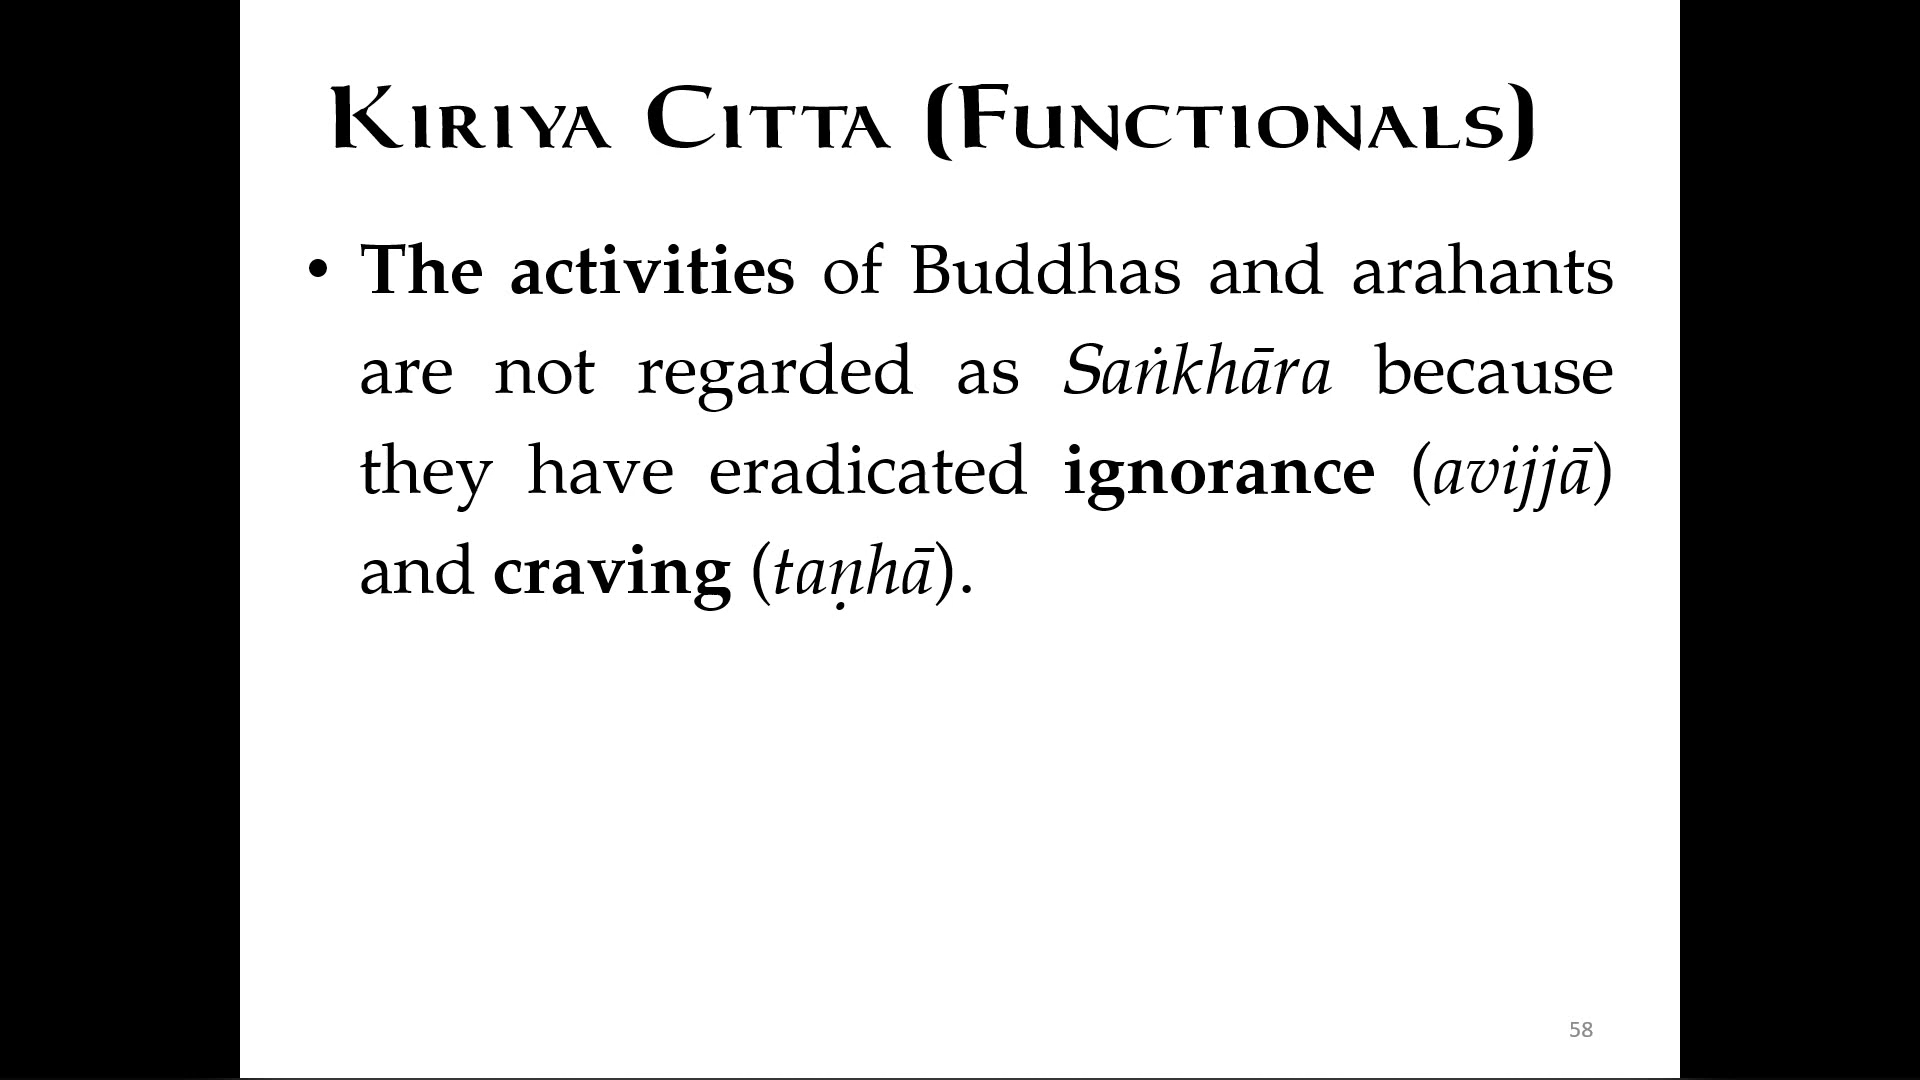 Kiriya Citta (Functionals)
• The activities of Buddhas and arahants
are not regarded as Saṅkhāra because
they have eradicated ignorance (avijjā)
and craving (taṇhā).
58